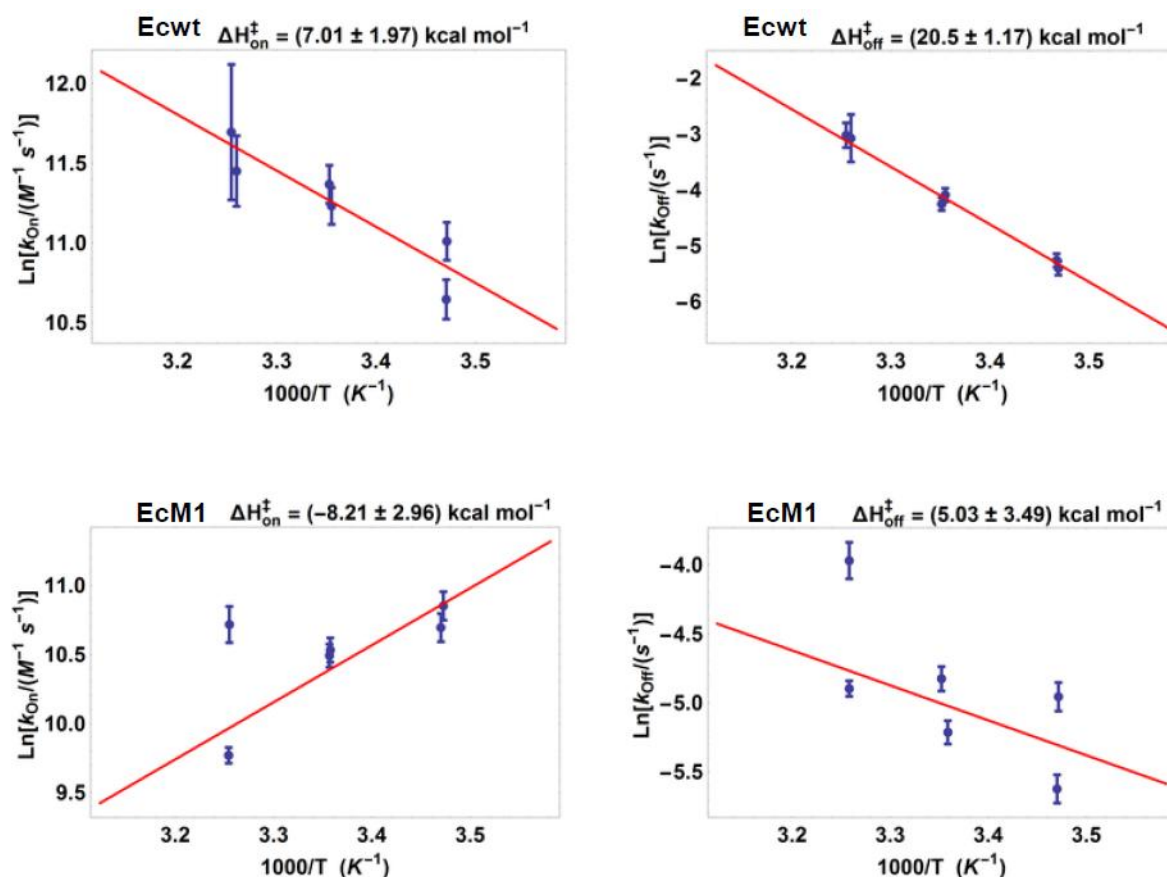 Ecwt ΔH‡on = (7.01 ± 1.97) kcal mol−1
Ln[kOn/(M−1 s−1)]
12.0
11.5
11.0
10.5
3.2 3.3 3.4 3.5
1000/T (K−1)
Ecwt ΔH‡off = (20.5 ± 1.17) kcal mol−1
Ln[kOff/(s−1)]
−2
−3
−4
−5
−6
3.2 3.3 3.4 3.5
1000/T (K−1)
EcM1 ΔH‡on = (−8.21 ± 2.96) kcal mol−1
Ln[kOn/(M−1 s−1)]
11.0
10.5
10.0
9.5
3.2 3.3 3.4 3.5
1000/T (K−1)
EcM1 ΔH‡off = (5.03 ± 3.49) kcal mol−1
Ln[kOff/(s−1)]
−4.0
−4.5
−5.0
−5.5
3.2 3.3 3.4 3.5
1000/T (K−1)